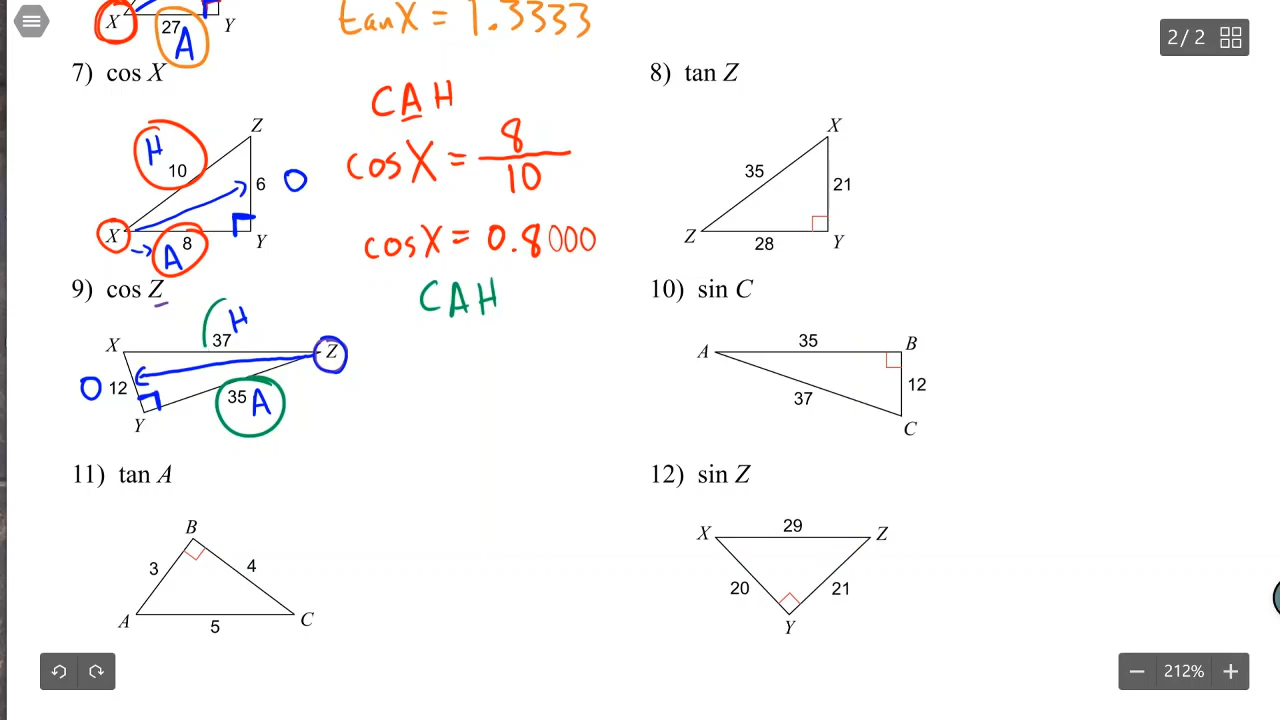 X 27 Y
A
tanX = 1.3333
2/2
7) cos X
CAH
Z
H
10
6 O
X 8 Y
A
cosX = 8/10
cosX = 0.8000
8) tan Z
X
35 21
Z 28 Y
9) cos Z
CAH
H
X 37 Z
O 12
35 A
Y
10) sin C
A 35 B
12
37
C
11) tan A
B
3 4
A 5 C
12) sin Z
X 29 Z
20 21
Y
212%